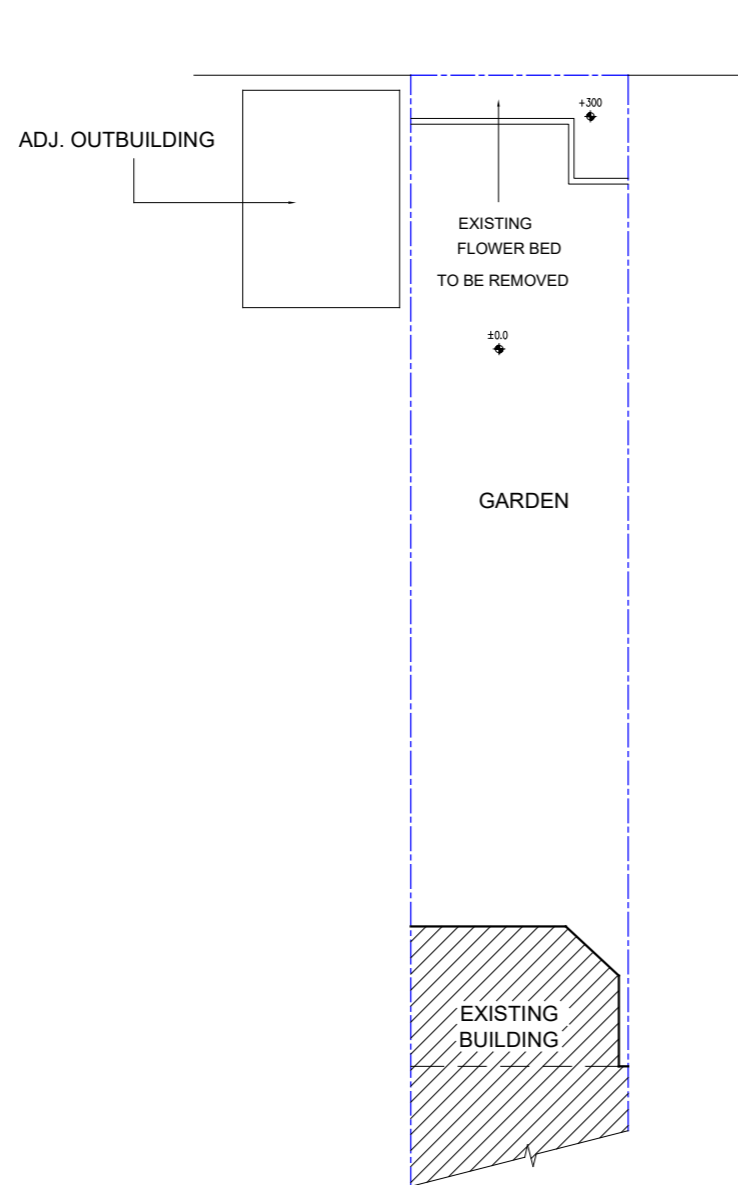 +300
ADJ. OUTBUILDING
EXISTING
FLOWER BED
TO BE REMOVED
±0.0
GARDEN
EXISTING
BUILDING